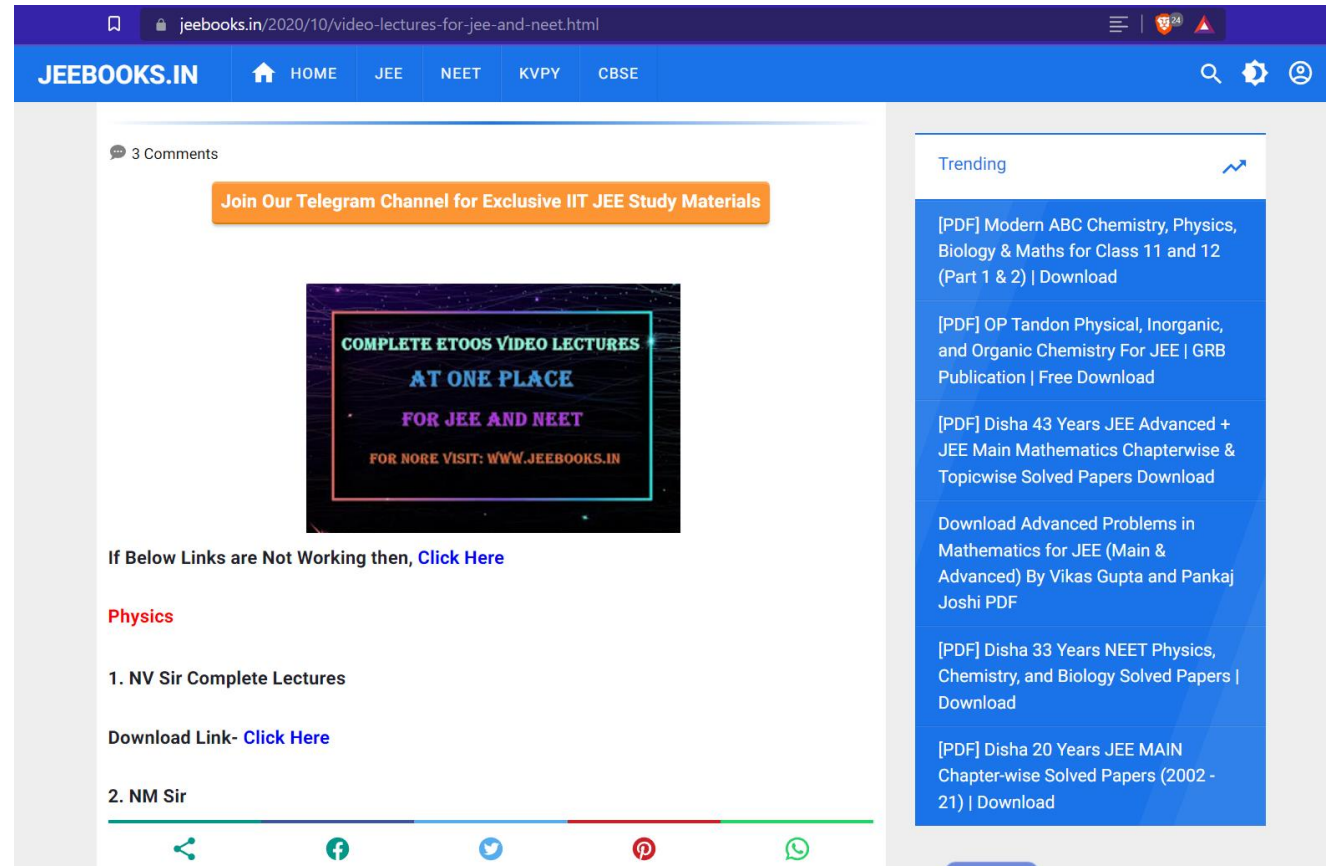 jeebooks.in/2020/10/video-lectures-for-jee-and-neet.html
24
JEEBOOKS.IN
HOME
JEE
NEET
KVPY
CBSE
3 Comments
Join Our Telegram Channel for Exclusive IIT JEE Study Materials
COMPLETE ETOOS VIDEO LECTURES
AT ONE PLACE
FOR JEE AND NEET
FOR NORE VISIT: WWW.JEEBOOKS.IN
If Below Links are Not Working then, Click Here
Physics
1. NV Sir Complete Lectures
Download Link- Click Here
2. NM Sir
Trending
[PDF] Modern ABC Chemistry, Physics,
Biology & Maths for Class 11 and 12
(Part 1 & 2) | Download
[PDF] OP Tandon Physical, Inorganic,
and Organic Chemistry For JEE | GRB
Publication | Free Download
[PDF] Disha 43 Years JEE Advanced +
JEE Main Mathematics Chapterwise &
Topicwise Solved Papers Download
Download Advanced Problems in
Mathematics for JEE (Main &
Advanced) By Vikas Gupta and Pankaj
Joshi PDF
[PDF] Disha 33 Years NEET Physics,
Chemistry, and Biology Solved Papers |
Download
[PDF] Disha 20 Years JEE MAIN
Chapter-wise Solved Papers (2002 -
21) | Download